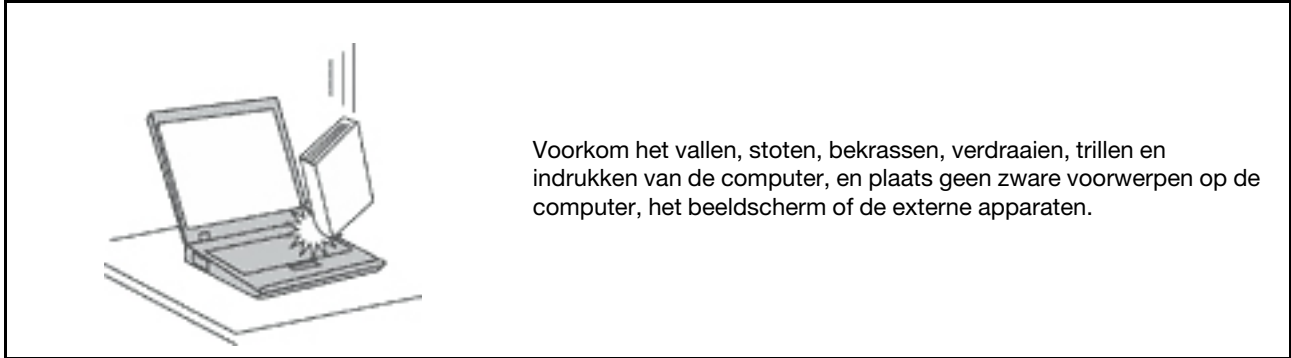 Voorkom het vallen, stoten, bekrassen, verdraaien, trillen en
indrukken van de computer, en plaats geen zware voorwerpen op de
computer, het beeldscherm of de externe apparaten.